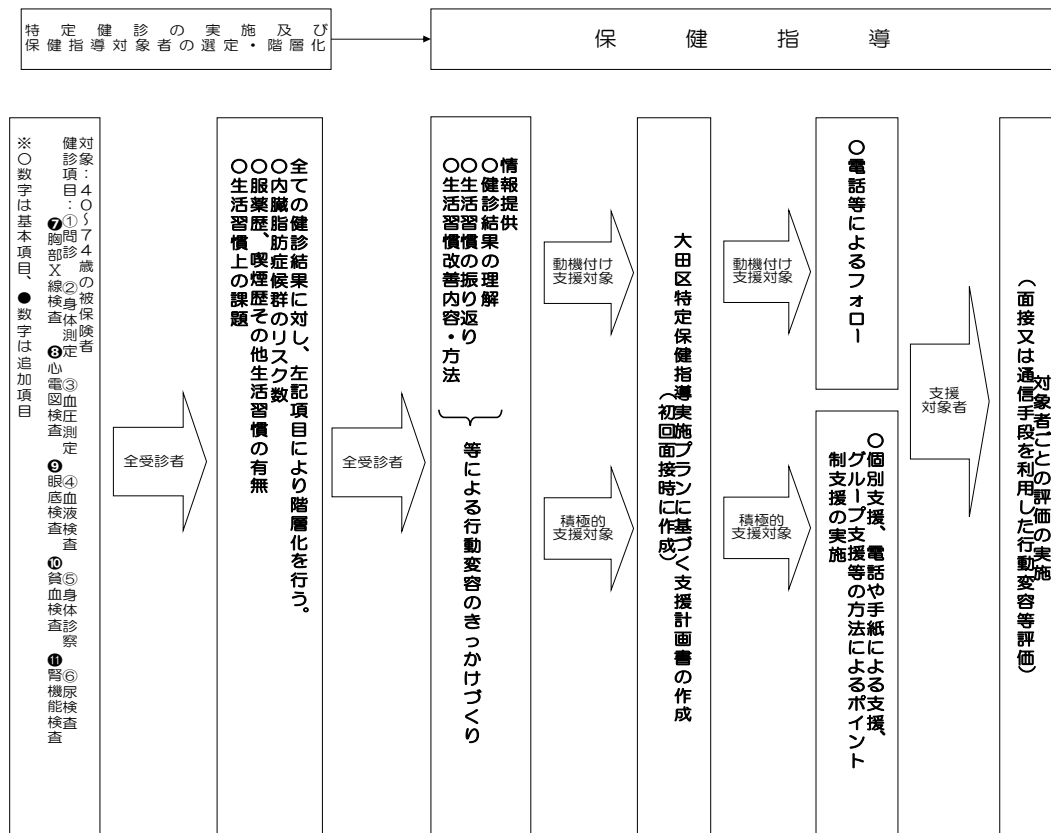 特定健診の実施及び
保健指導対象者の選定・階層化
保健指導
対象:40~74歳の被保険者
健診項目:①問診 ②身体測定 ③血圧測定 ④血液検査 ⑤身体診察 ⑥尿検査
❼胸部X線検査 ❽心電図検査 ❾眼底検査 ❿貧血検査 ⓫腎機能検査
※〇数字は基本項目、●数字は追加項目
全受診者
全ての健診結果に対し、左記項目により階層化を行う。
〇内臓脂肪症候群のリスク数
〇服薬歴、喫煙歴その他生活習慣の有無
〇生活習慣上の課題
全受診者
情報提供
〇健診結果の理解
〇生活習慣の振り返り
〇生活習慣改善内容・方法
等による行動変容のきっかけづくり
動機付け
支援対象
積極的
支援対象
大田区特定保健指導実施プランに基づく支援計画書の作成
(初回面接時に作成)
動機付け
支援対象
積極的
支援対象
〇電話等によるフォロー
〇個別支援、電話や手紙による支援、
グループ支援等の方法によるポイント
制支援の実施
支援
対象者
対象者ごとの評価の実施
(面接又は通信手段を利用した行動変容等評価)